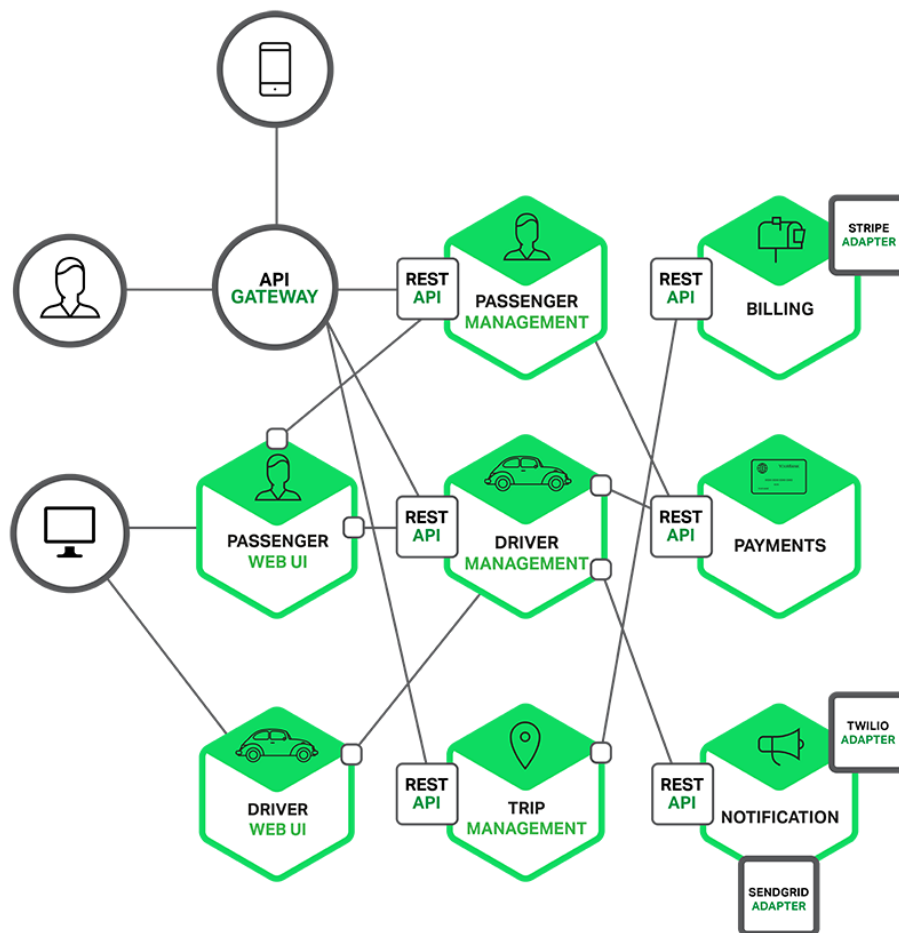 STRIPE
ADAPTER
API
GATEWAY
REST
API
PASSENGER
MANAGEMENT
REST
API
BILLING
PASSENGER
WEB UI
REST
API
DRIVER
MANAGEMENT
REST
API
PAYMENTS
DRIVER
WEB UI
REST
API
TRIP
MANAGEMENT
REST
API
NOTIFICATION
TWILIO
ADAPTER
SENDGRID
ADAPTER